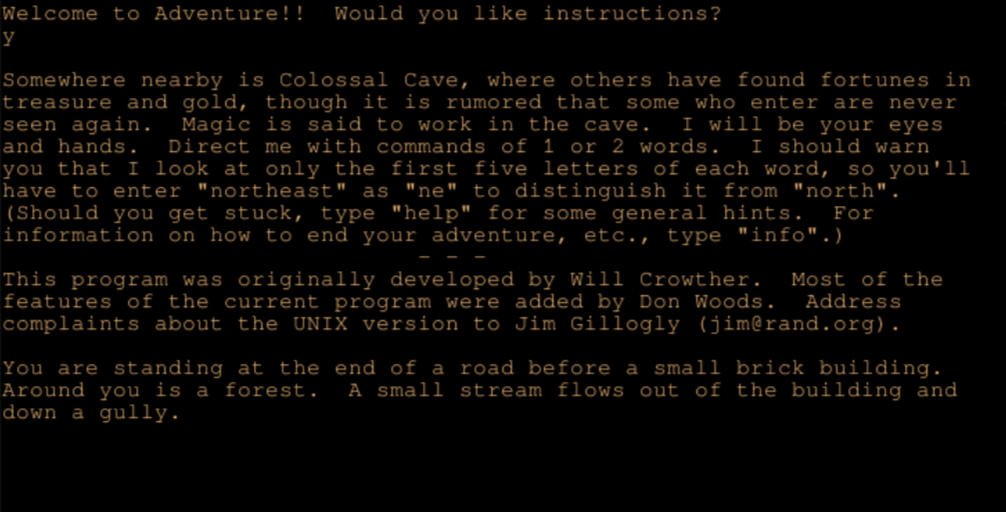 Welcome to Adventure!!  Would you like instructions?
y
Somewhere nearby is Colossal Cave, where others have found fortunes in
treasure and gold, though it is rumored that some who enter are never
seen again.  Magic is said to work in the cave.  I will be your eyes
and hands.  Direct me with commands of 1 or 2 words.  I should warn
you that I look at only the first five letters of each word, so you'll
have to enter "northeast" as "ne" to distinguish it from "north".
(Should you get stuck, type "help" for some general hints.  For
information on how to end your adventure, etc., type "info".)
- - -
This program was originally developed by Will Crowther.  Most of the
features of the current program were added by Don Woods.  Address
complaints about the UNIX version to Jim Gillogly (jim@rand.org).
You are standing at the end of a road before a small brick building.
Around you is a forest.  A small stream flows out of the building and
down a gully.